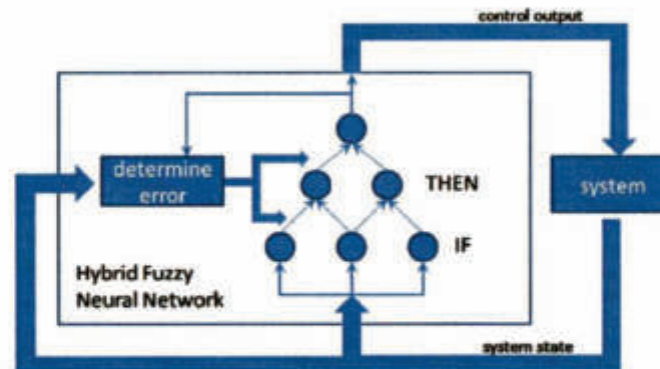 control output
determine
error
THEN
system
IF
Hybrid Fuzzy
Neural Network
system state